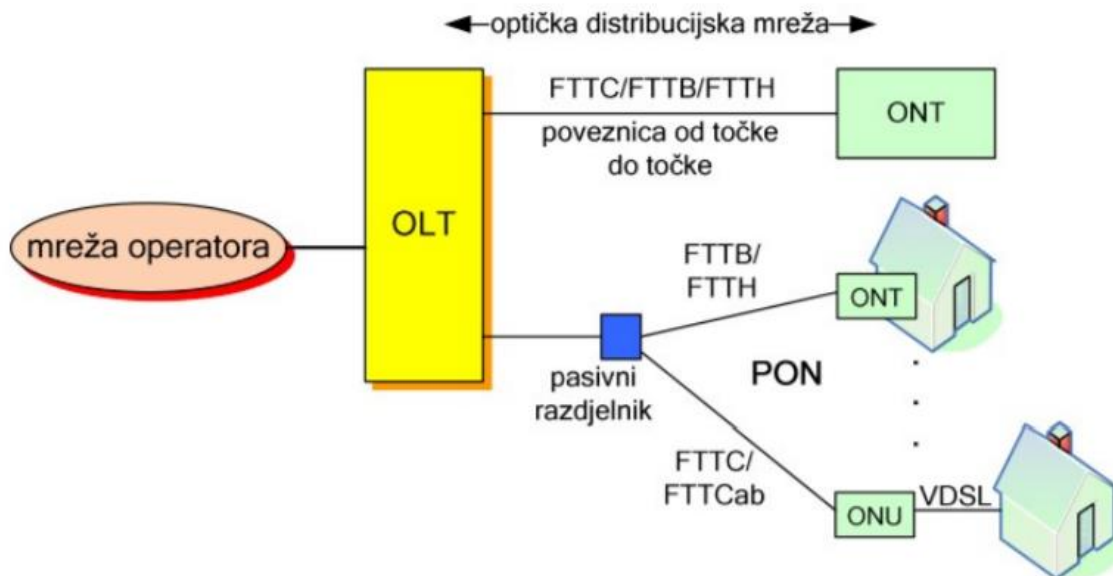 optička distribucijska mreža
FTTC/FTTB/FTTH
poveznica od točke
do točke
ONT
OLT
mreža operatora
FTTB/
FTTH
ONT
pasivni
razdjelnik
PON
FTTC/
FTTCab
ONU
VDSL